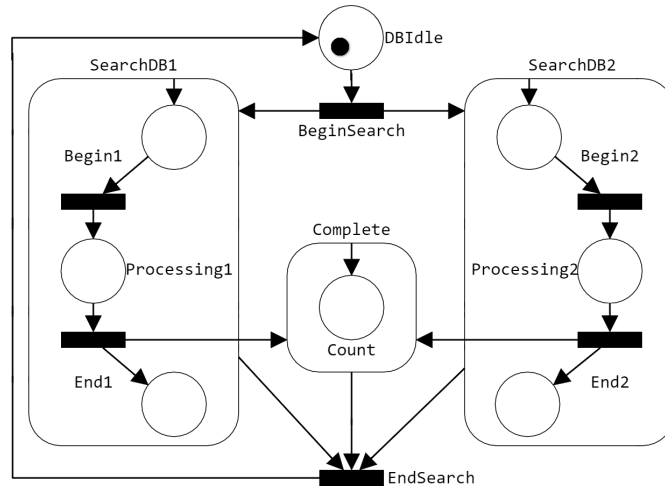 DBIdle
SearchDB1
SearchDB2
BeginSearch
Begin1
Begin2
Complete
Processing1
Processing2
Count
End1
End2
EndSearch